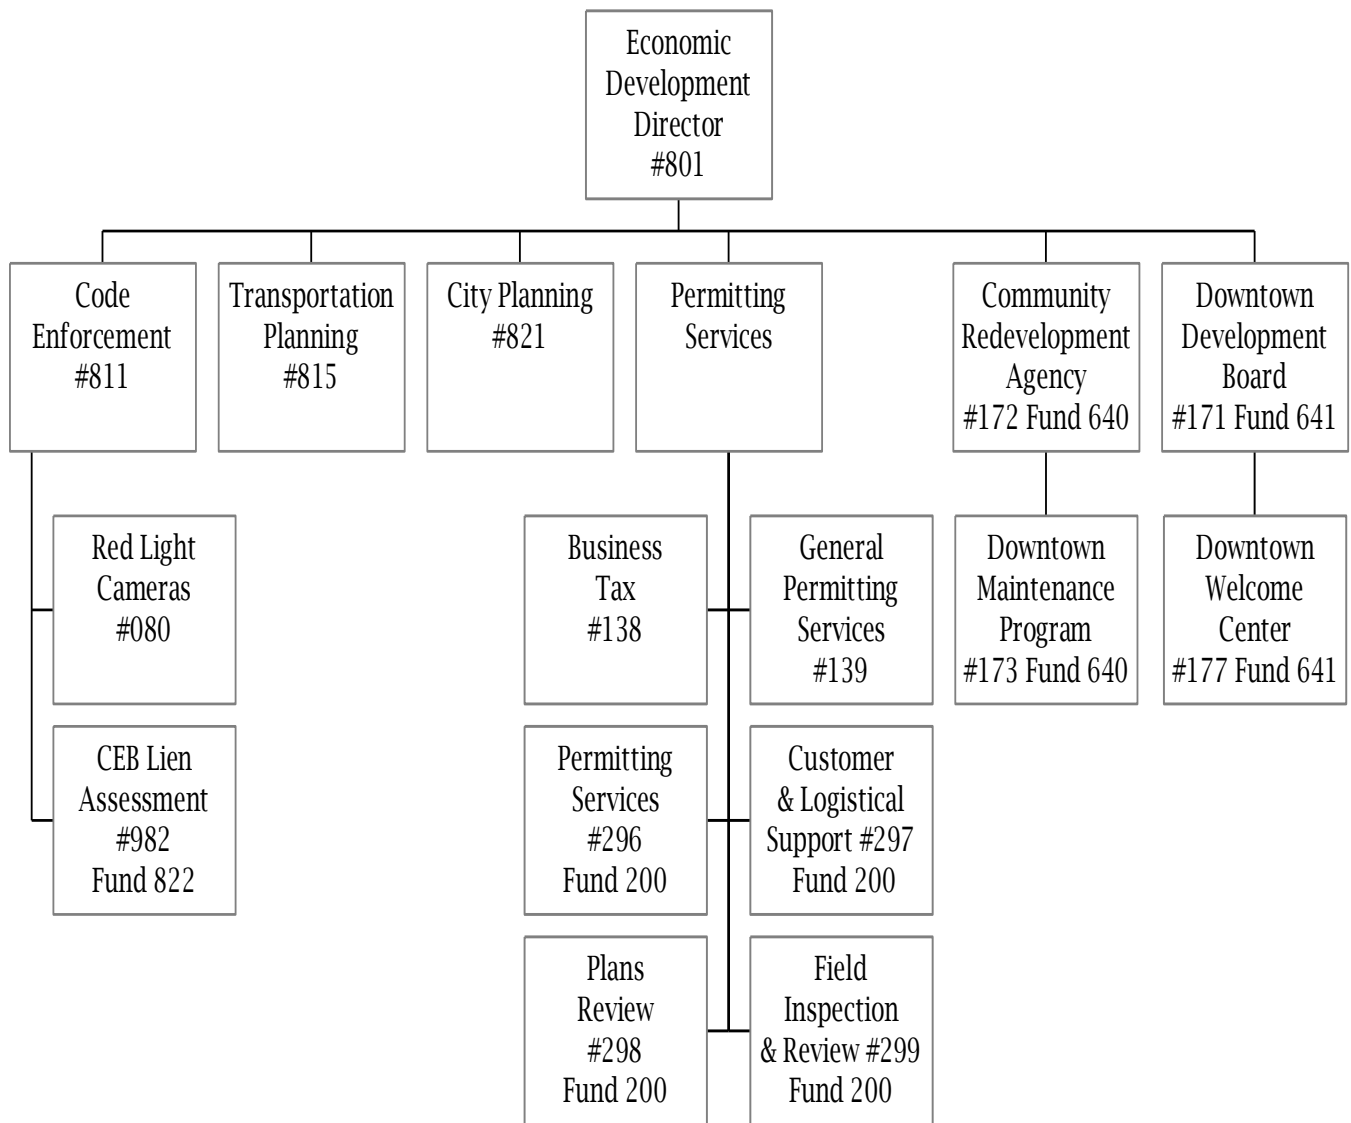 Economic
Development
Director
#801
Code
Enforcement
#811
Transportation
Planning
#815
City Planning
#821
Permitting
Services
Community
Redevelopment
Agency
#172 Fund 640
Downtown
Development
Board
#171 Fund 641
Red Light
Cameras
#080
Business
Tax
#138
General
Permitting
Services
#139
Downtown
Maintenance
Program
#173 Fund 640
Downtown
Welcome
Center
#177 Fund 641
CEB Lien
Assessment
#982
Fund 822
Permitting
Services
#296
Fund 200
Customer
& Logistical
Support #297
Fund 200
Plans
Review
#298
Fund 200
Field
Inspection
& Review #299
Fund 200